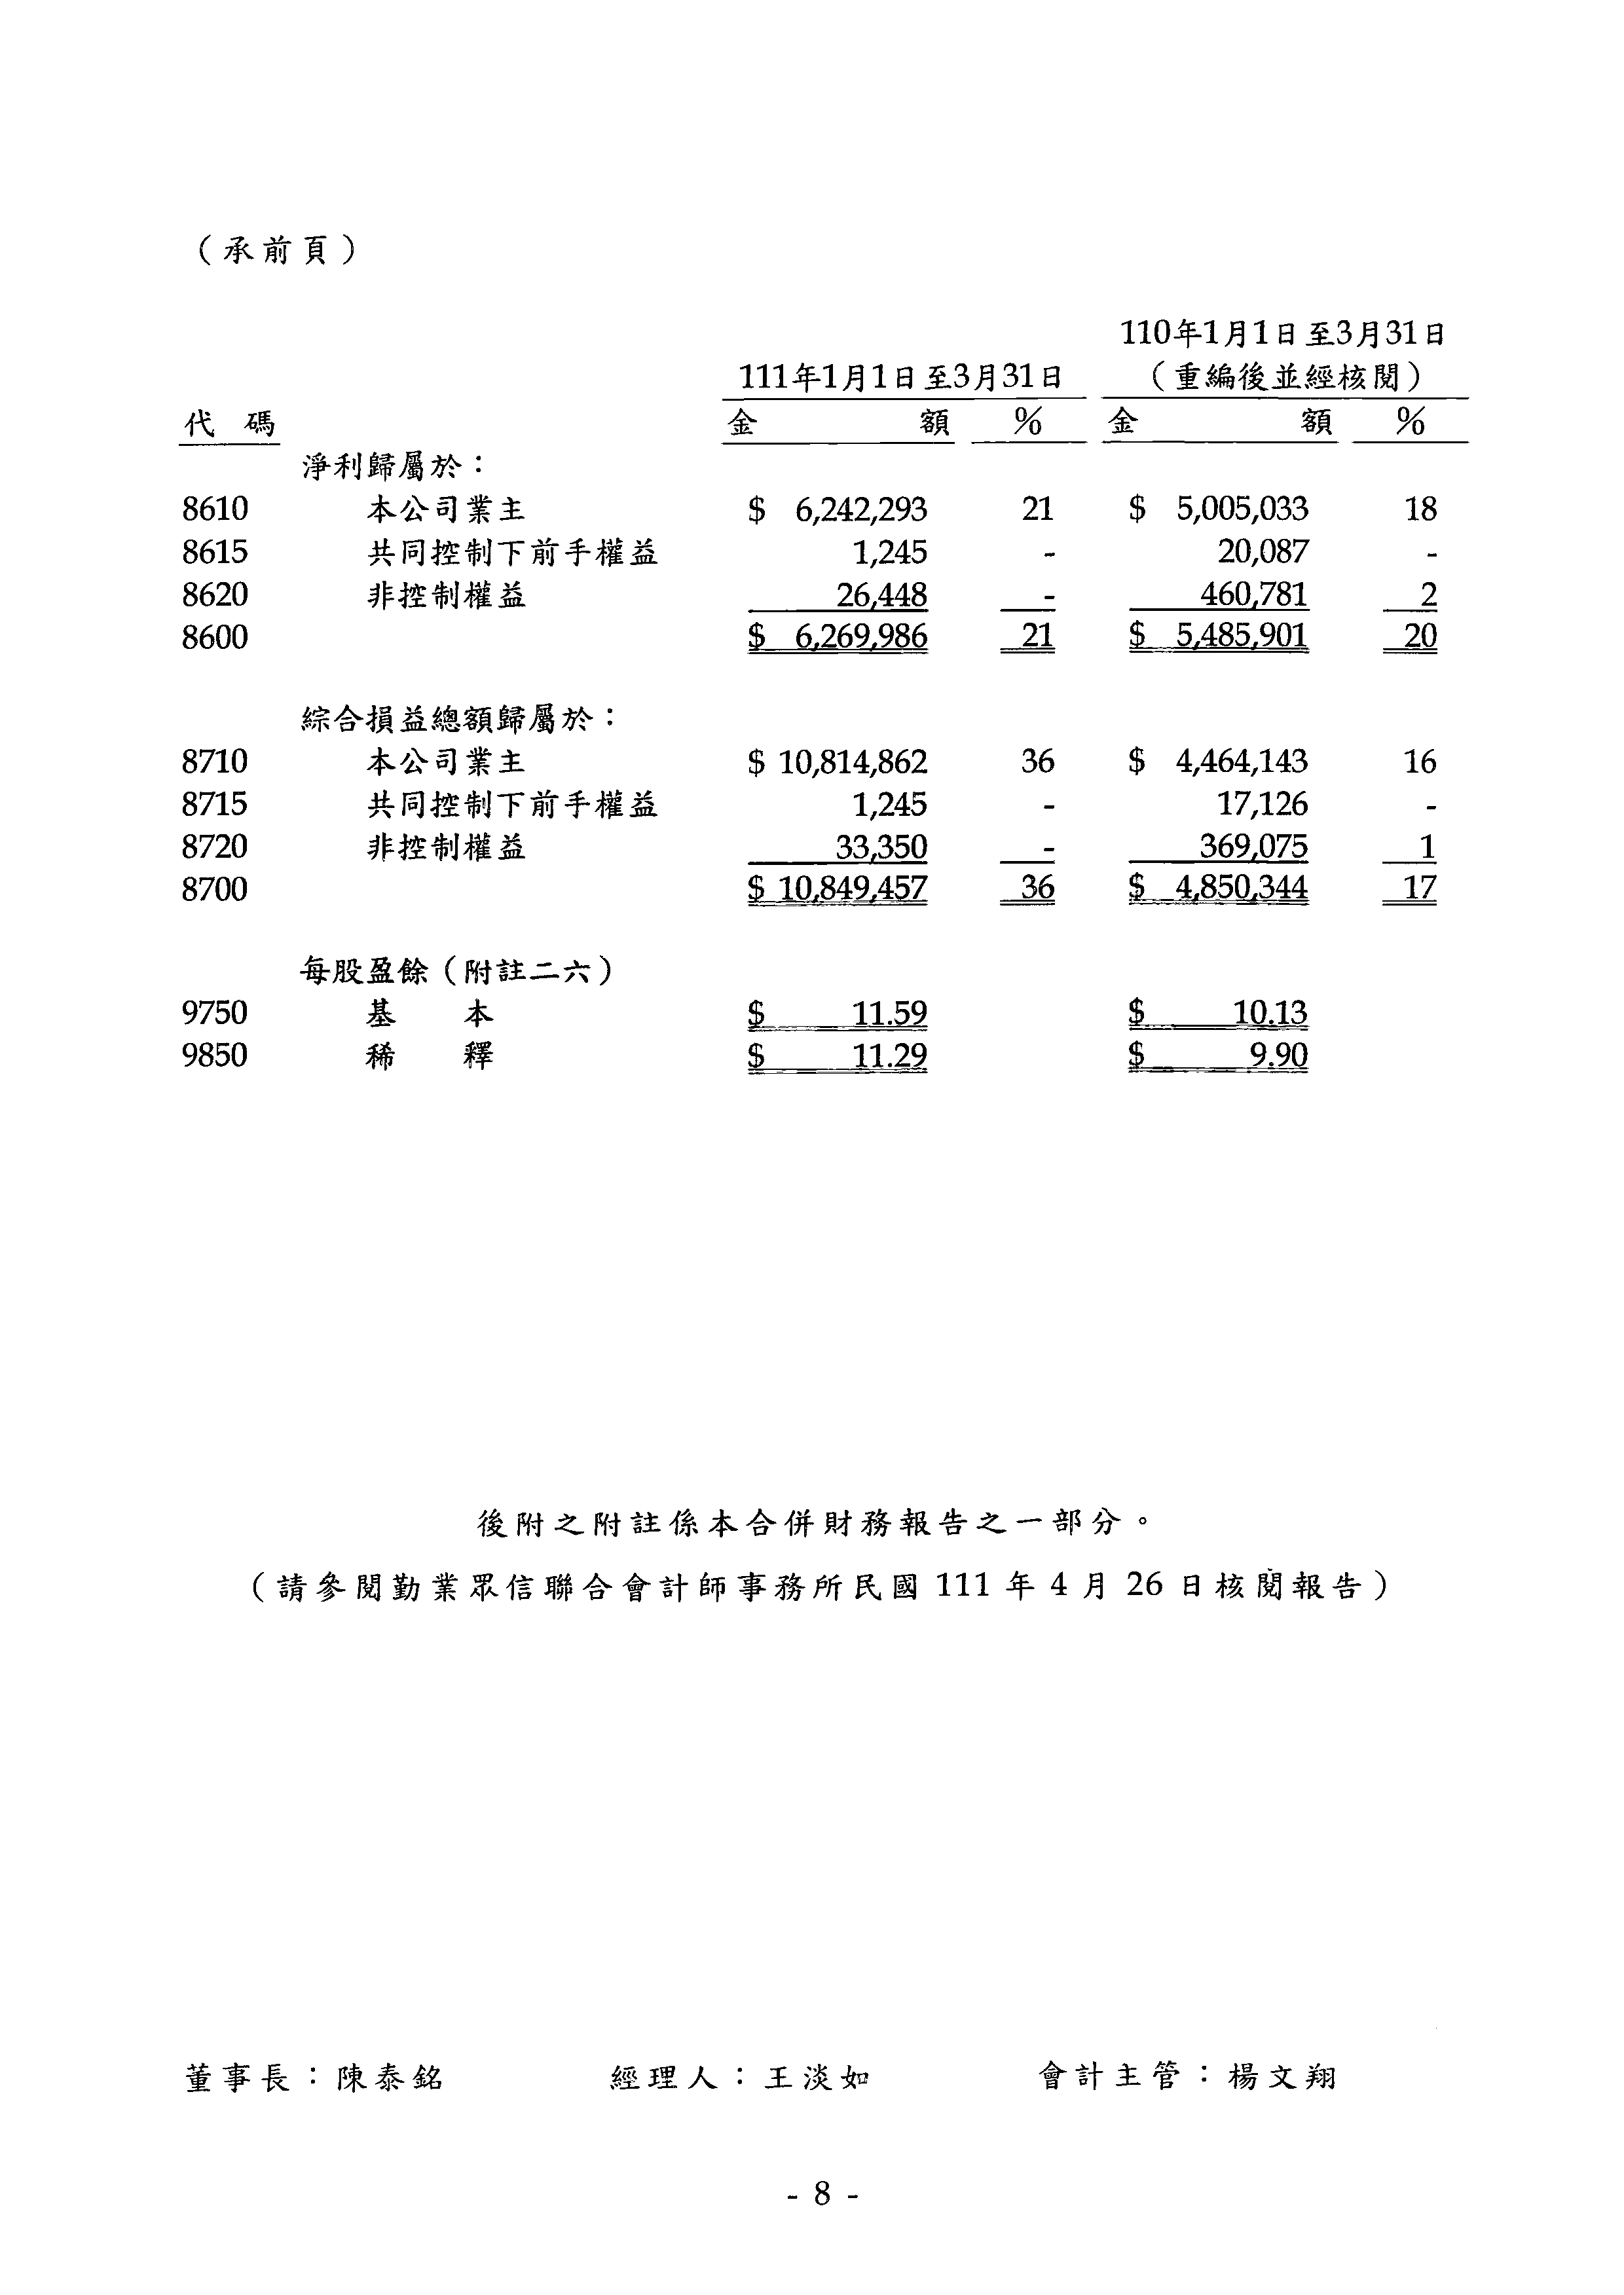 （承前頁）
110年1月1日至3月31日
111年1月1日至3月31日 （重編後並經核閱）
代 碼 金 額 % 金 額 %
淨利歸屬於：
8610 本公司業主 $ 6,242,293 21 $ 5,005,033 18
8615 共同控制下前手權益 1,245 - 20,087 -
8620 非控制權益 26,448 - 460,781 2
8600 $ 6,269,986 21 $ 5,485,901 20
綜合損益總額歸屬於：
8710 本公司業主 $ 10,814,862 36 $ 4,464,143 16
8715 共同控制下前手權益 1,245 - 17,126 -
8720 非控制權益 33,350 - 369,075 1
8700 $ 10,849,457 36 $ 4,850,344 17
每股盈餘（附註二六）
9750 基 本 $ 11.59 $ 10.13
9850 稀 釋 $ 11.29 $ 9.90
後附之附註係本合併財務報告之一部分。
（請參閱勤業眾信聯合會計師事務所民國 111 年 4 月 26 日核閱報告）
董事長：陳泰銘 經理人：王淡如 會計主管：楊文翔
- 8 -